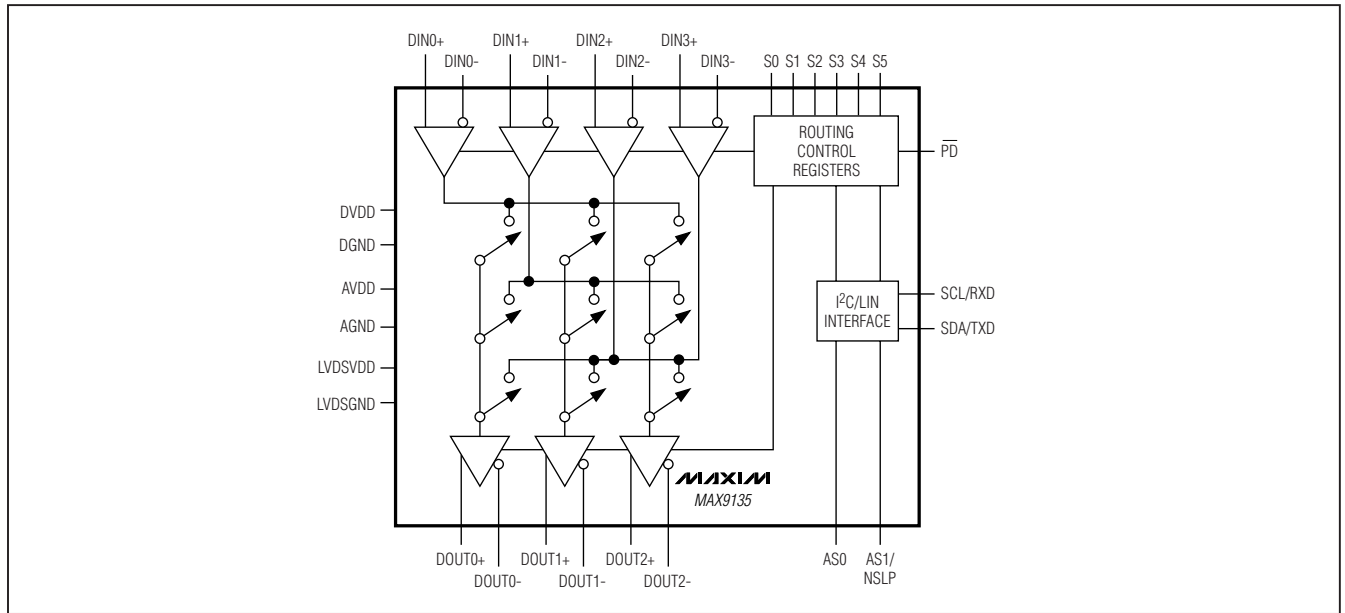 DIN0+ DIN1+ DIN2+ DIN3+
DIN0- DIN1- DIN2- DIN3- S0 S1 S2 S3 S4 S5
ROUTING
CONTROL
REGISTERS
PD
DVDD
DGND
AVDD
AGND
LVDSVDD
LVDSGND
I2C/LIN
INTERFACE
SCL/RXD
SDA/TXD
MAXIM
MAX9135
DOUT0+ DOUT1+ DOUT2+ AS0 AS1/
NSLP
DOUT0- DOUT1- DOUT2-